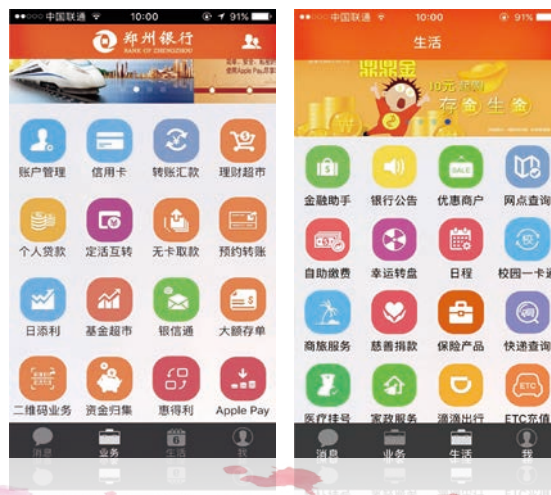 中国联通 10:00 91%
郑州银行
BANK OF ZHENGZHOU
账户管理 信用卡 转账汇款 理财超市
个人贷款 定活互转 无卡取款 预约转账
日添利 基金超市 银信通 大额存单
二维码业务 资金归集 惠得利 Apple Pay
消息 业务 生活 我
中国联通 10:00 91%
生活
鼎鼎金
10元起购
存金生金
金融助手 银行公告 优惠商户 网点查询
自助缴费 幸运转盘 日程 校园一卡通
商旅服务 慈善捐款 保险产品 快递查询
医疗挂号 家政服务 滴滴出行 ETC充值
消息 业务 生活 我